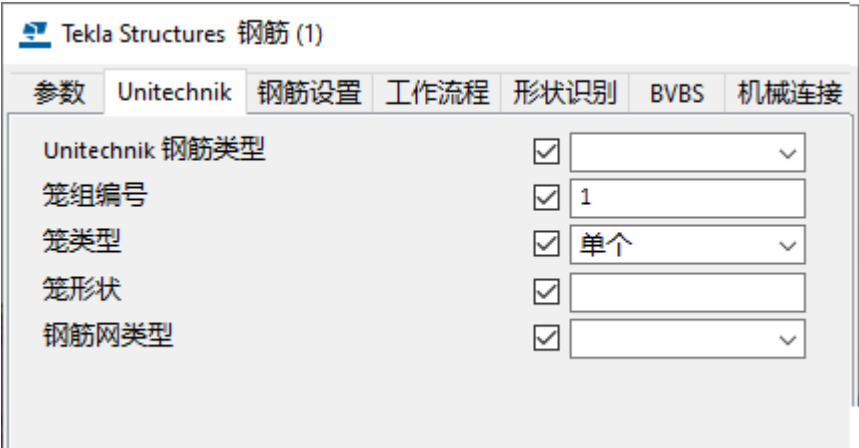 Tekla Structures 钢筋 (1)
参数 Unitechnik 钢筋设置 工作流程 形状识别 BVBS 机械连接
Unitechnik 钢筋类型
笼组编号 1
笼类型 单个
笼形状
钢筋网类型